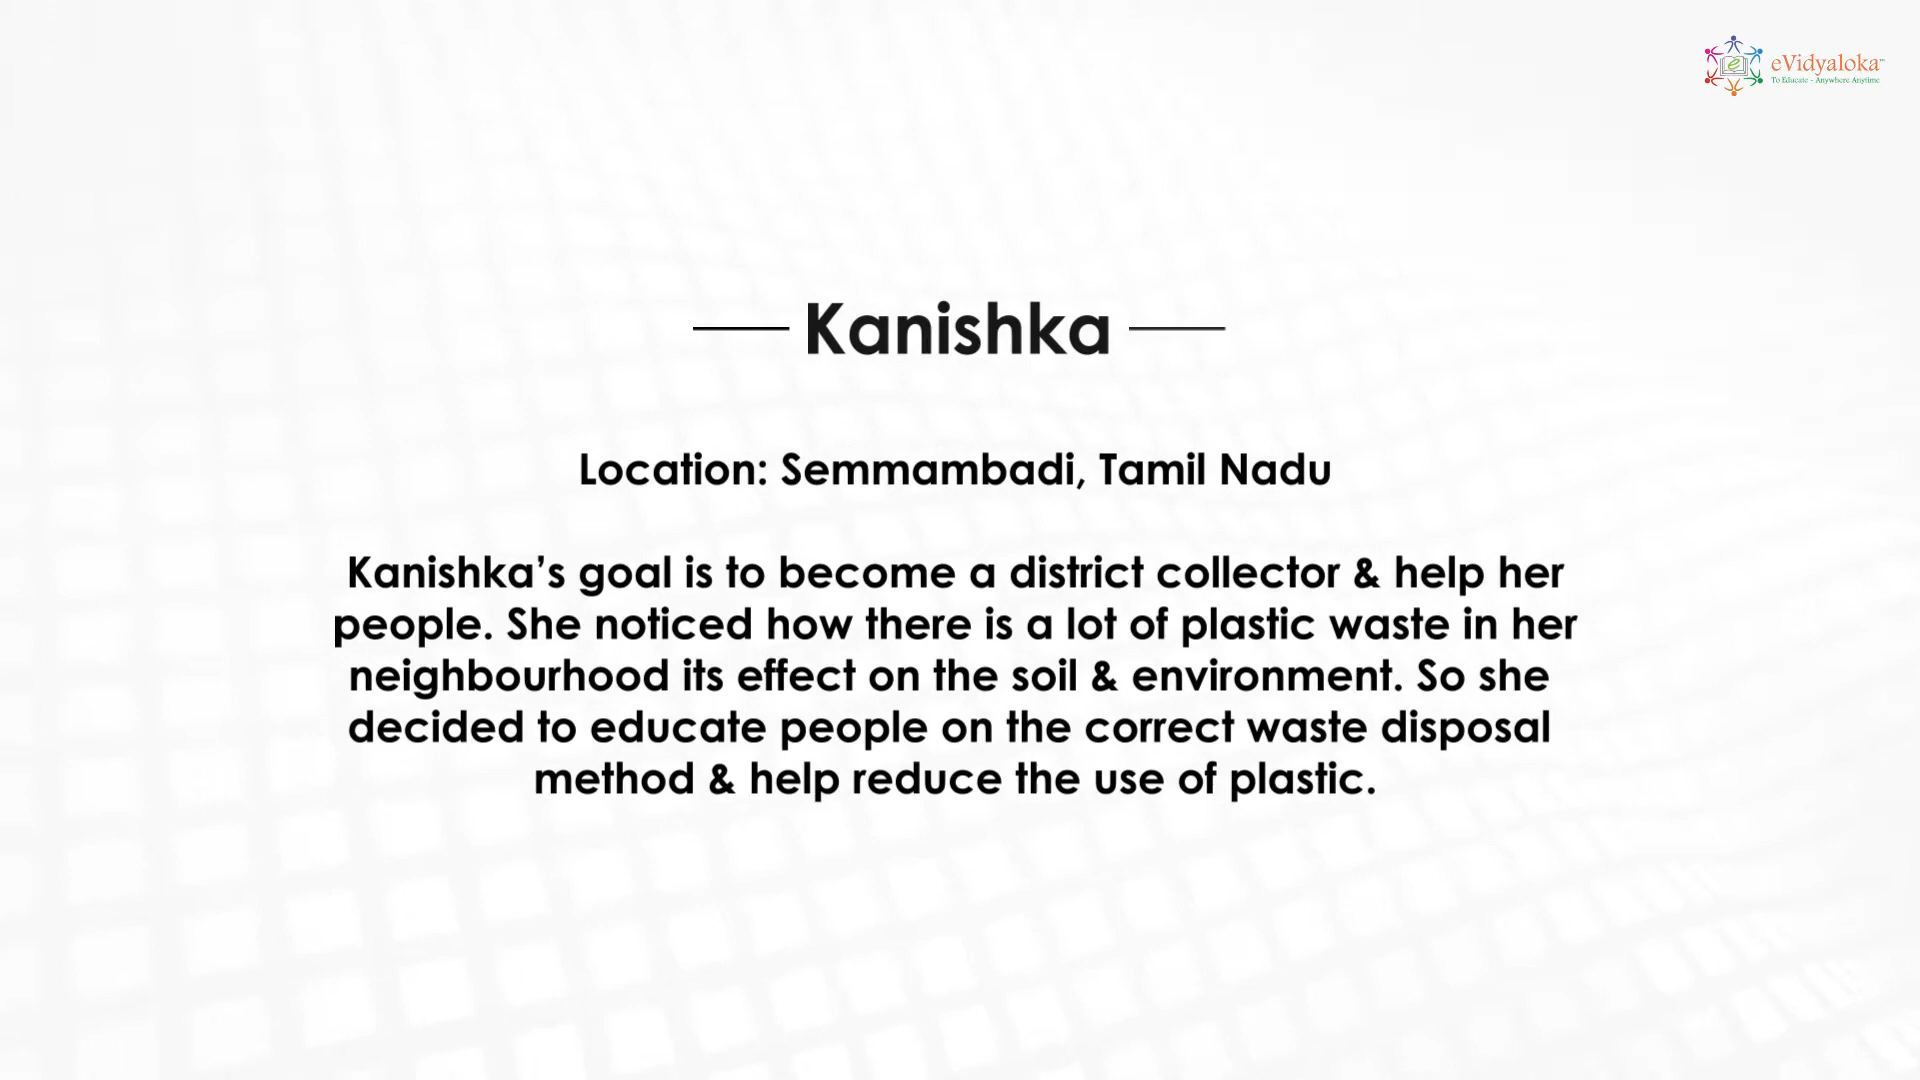 eVidyaloka™
To Educate - Anywhere Anytime
Kanishka
Location: Semmambadi, Tamil Nadu
Kanishka’s goal is to become a district collector & help her
people. She noticed how there is a lot of plastic waste in her
neighbourhood its effect on the soil & environment. So she
decided to educate people on the correct waste disposal
method & help reduce the use of plastic.